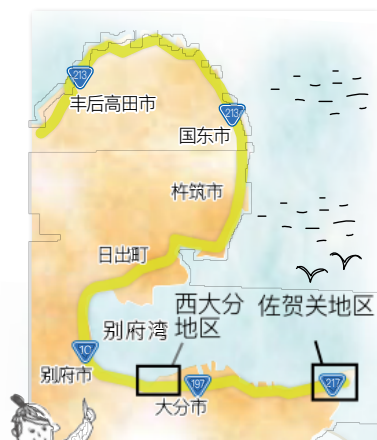 213
丰后高田市
213
国东市
杵筑市
日出町
西大分
地区
佐贺关地区
别府湾
10
别府市
197
217
大分市